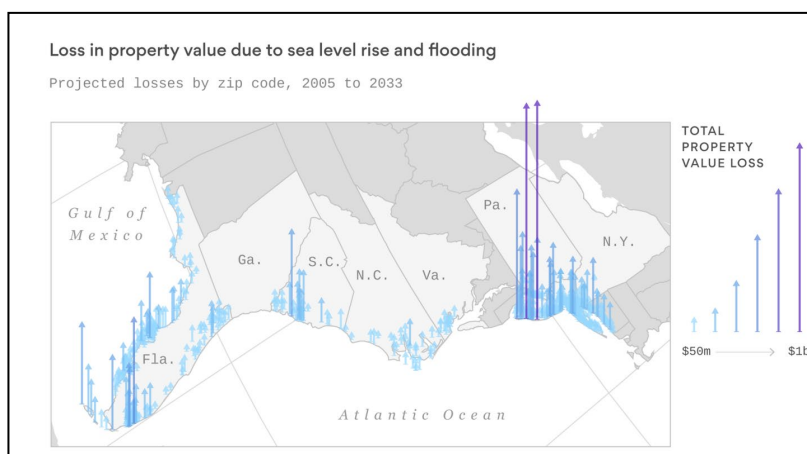 Loss in property value due to sea level rise and flooding
Projected losses by zip code, 2005 to 2033
TOTAL
PROPERTY
VALUE LOSS
Gulf of
Mexico
Pa.
N.Y.
Ga.
S.C.
N.C.
Va.
Fla.
Atlantic Ocean
$50m
$1b